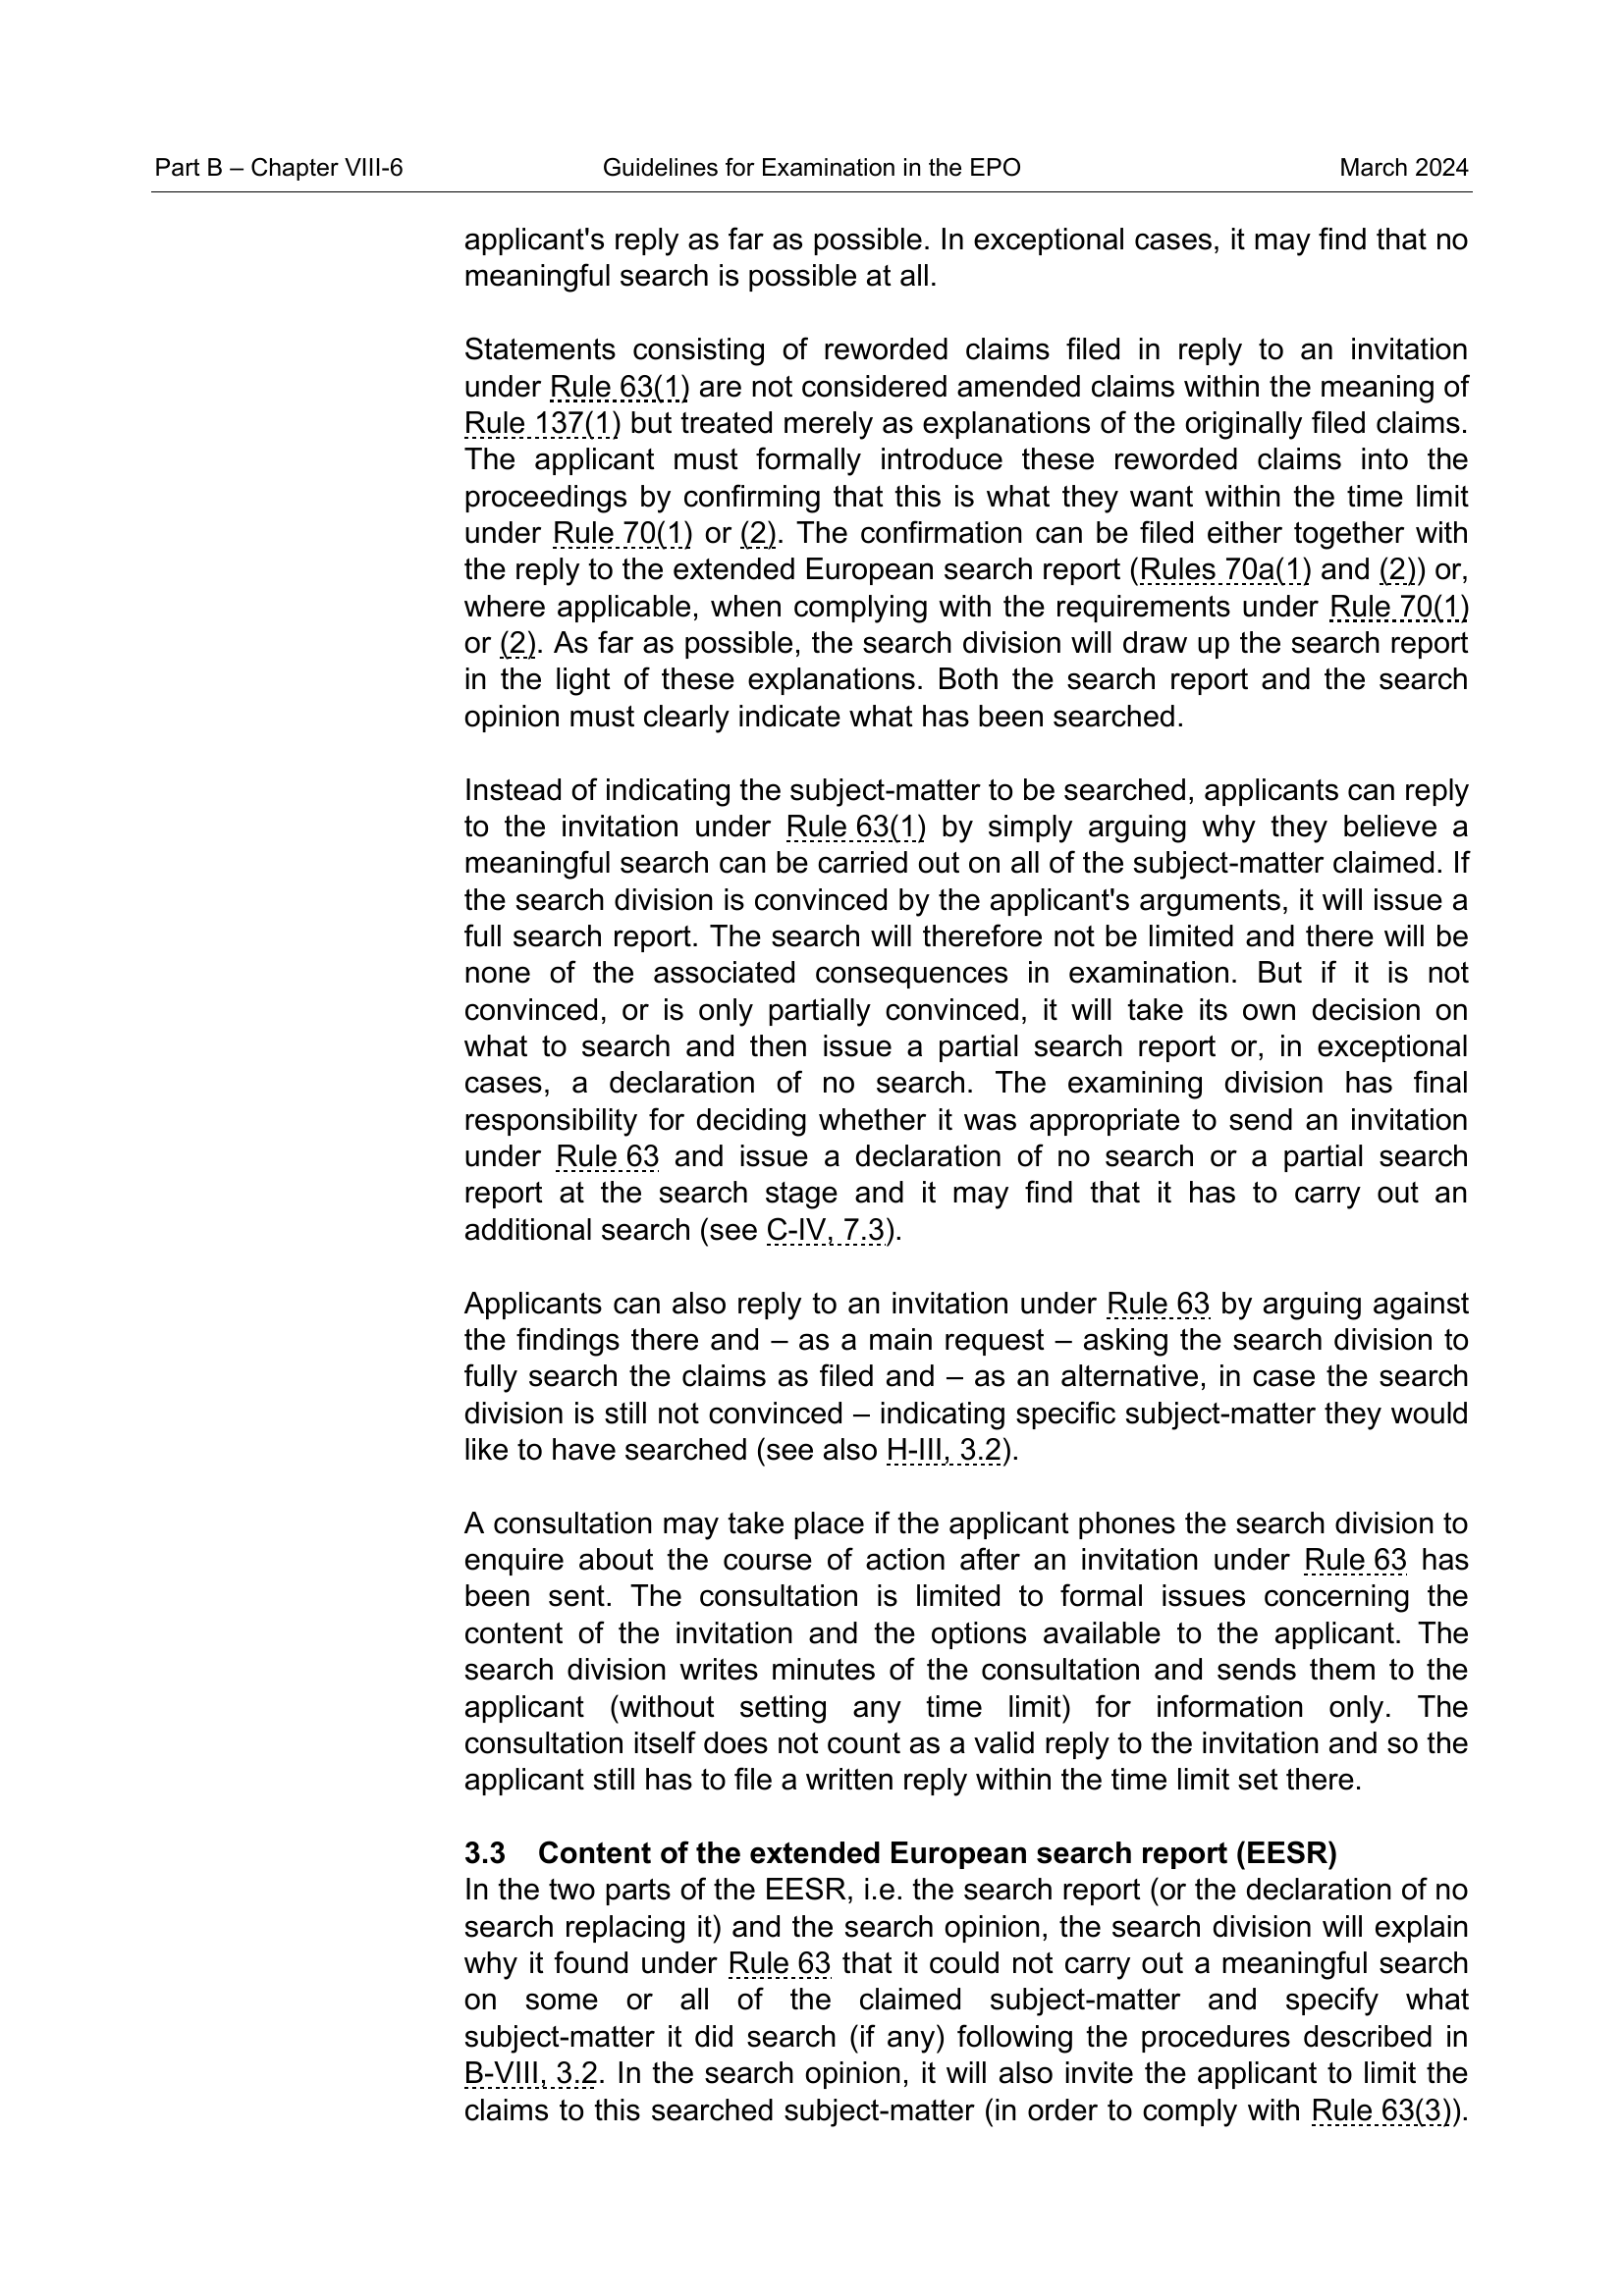 Part B – Chapter VIII-6 Guidelines for Examination in the EPO March 2024
applicant's reply as far as possible. In exceptional cases, it may find that no
meaningful search is possible at all.
Statements consisting of reworded claims filed in reply to an invitation
under Rule 63(1) are not considered amended claims within the meaning of
Rule 137(1) but treated merely as explanations of the originally filed claims.
The applicant must formally introduce these reworded claims into the
proceedings by confirming that this is what they want within the time limit
under Rule 70(1) or (2). The confirmation can be filed either together with
the reply to the extended European search report (Rules 70a(1) and (2)) or,
where applicable, when complying with the requirements under Rule 70(1)
or (2). As far as possible, the search division will draw up the search report
in the light of these explanations. Both the search report and the search
opinion must clearly indicate what has been searched.
Instead of indicating the subject-matter to be searched, applicants can reply
to the invitation under Rule 63(1) by simply arguing why they believe a
meaningful search can be carried out on all of the subject-matter claimed. If
the search division is convinced by the applicant's arguments, it will issue a
full search report. The search will therefore not be limited and there will be
none of the associated consequences in examination. But if it is not
convinced, or is only partially convinced, it will take its own decision on
what to search and then issue a partial search report or, in exceptional
cases, a declaration of no search. The examining division has final
responsibility for deciding whether it was appropriate to send an invitation
under Rule 63 and issue a declaration of no search or a partial search
report at the search stage and it may find that it has to carry out an
additional search (see C-IV, 7.3).
Applicants can also reply to an invitation under Rule 63 by arguing against
the findings there and – as a main request – asking the search division to
fully search the claims as filed and – as an alternative, in case the search
division is still not convinced – indicating specific subject-matter they would
like to have searched (see also H-III, 3.2).
A consultation may take place if the applicant phones the search division to
enquire about the course of action after an invitation under Rule 63 has
been sent. The consultation is limited to formal issues concerning the
content of the invitation and the options available to the applicant. The
search division writes minutes of the consultation and sends them to the
applicant (without setting any time limit) for information only. The
consultation itself does not count as a valid reply to the invitation and so the
applicant still has to file a written reply within the time limit set there.
3.3 Content of the extended European search report (EESR)
In the two parts of the EESR, i.e. the search report (or the declaration of no
search replacing it) and the search opinion, the search division will explain
why it found under Rule 63 that it could not carry out a meaningful search
on some or all of the claimed subject-matter and specify what
subject-matter it did search (if any) following the procedures described in
B-VIII, 3.2. In the search opinion, it will also invite the applicant to limit the
claims to this searched subject-matter (in order to comply with Rule 63(3)).